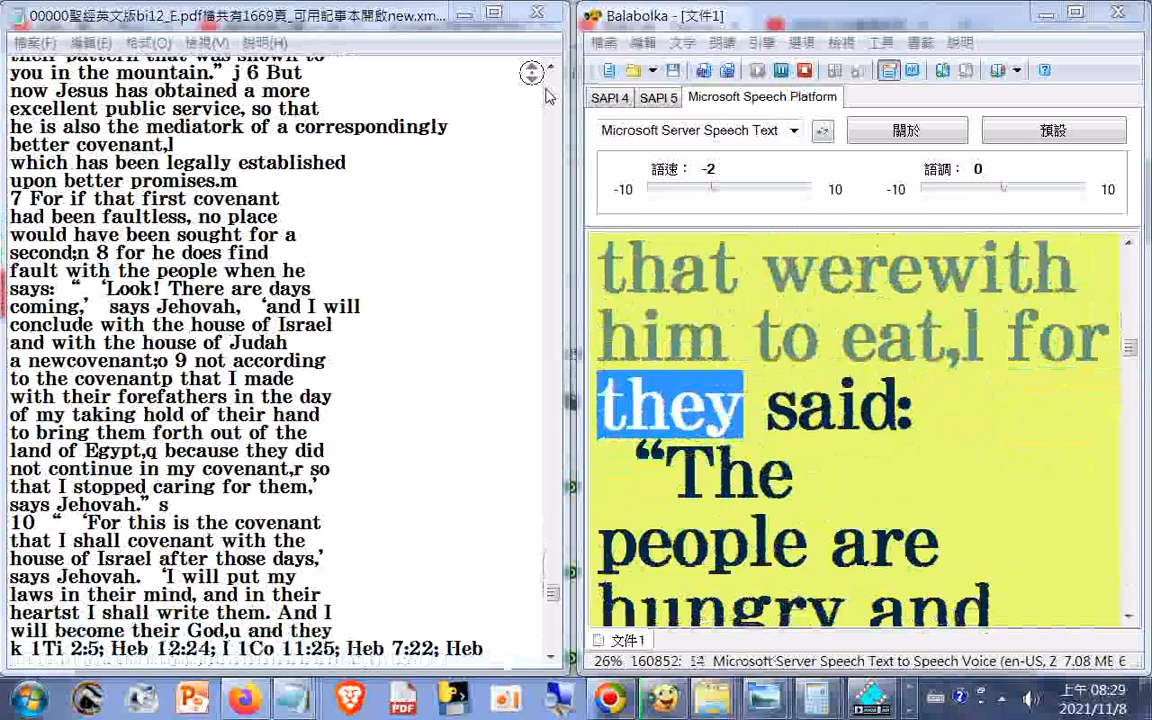 00000聖經英文版bi12_E.pdf檔共有1669頁_可用記事本開啟new.xm...
檔案(F) 編輯(E) 格式(O) 檢視(V) 說明(H)
their pattern that was shown to
you in the mountain.” j 6 But
now Jesus has obtained a more
excellent public service, so that
he is also the mediatork of a correspondingly
better covenant,l
which has been legally established
upon better promises.m
7 For if that first covenant
had been faultless, no place
would have been sought for a
second;n 8 for he does find
fault with the people when he
says: “ ‘Look! There are days
coming,’ says Jehovah, ‘and I will
conclude with the house of Israel
and with the house of Judah
a newcovenant;o 9 not according
to the covenantp that I made
with their forefathers in the day
of my taking hold of their hand
to bring them forth out of the
land of Egypt,q because they did
not continue in my covenant,r so
that I stopped caring for them,’
says Jehovah.” s
10 “ ‘For this is the covenant
that I shall covenant with the
house of Israel after those days,’
says Jehovah. ‘I will put my
laws in their mind, and in their
heartst I shall write them. And I
will become their God,u and they
k 1Ti 2:5; Heb 12:24; l 1Co 11:25; Heb 7:22; Heb
Balabolka - [文件1]
檔案 編輯 文字 朗讀 引擎 選項 檢視 工具 書籤 說明
SAPI 4 SAPI 5 Microsoft Speech Platform
Microsoft Server Speech Text 關於 預設
語速： -2 語調： 0
-10 10 -10 10
that werewith
him to eat,l for
they said:
“The
people are
hungry and
文件1
26% 160852: Microsoft Server Speech Text to Speech Voice (en-US, Z 7.08 MB 6
PDF
上午 08:29
2021/11/8